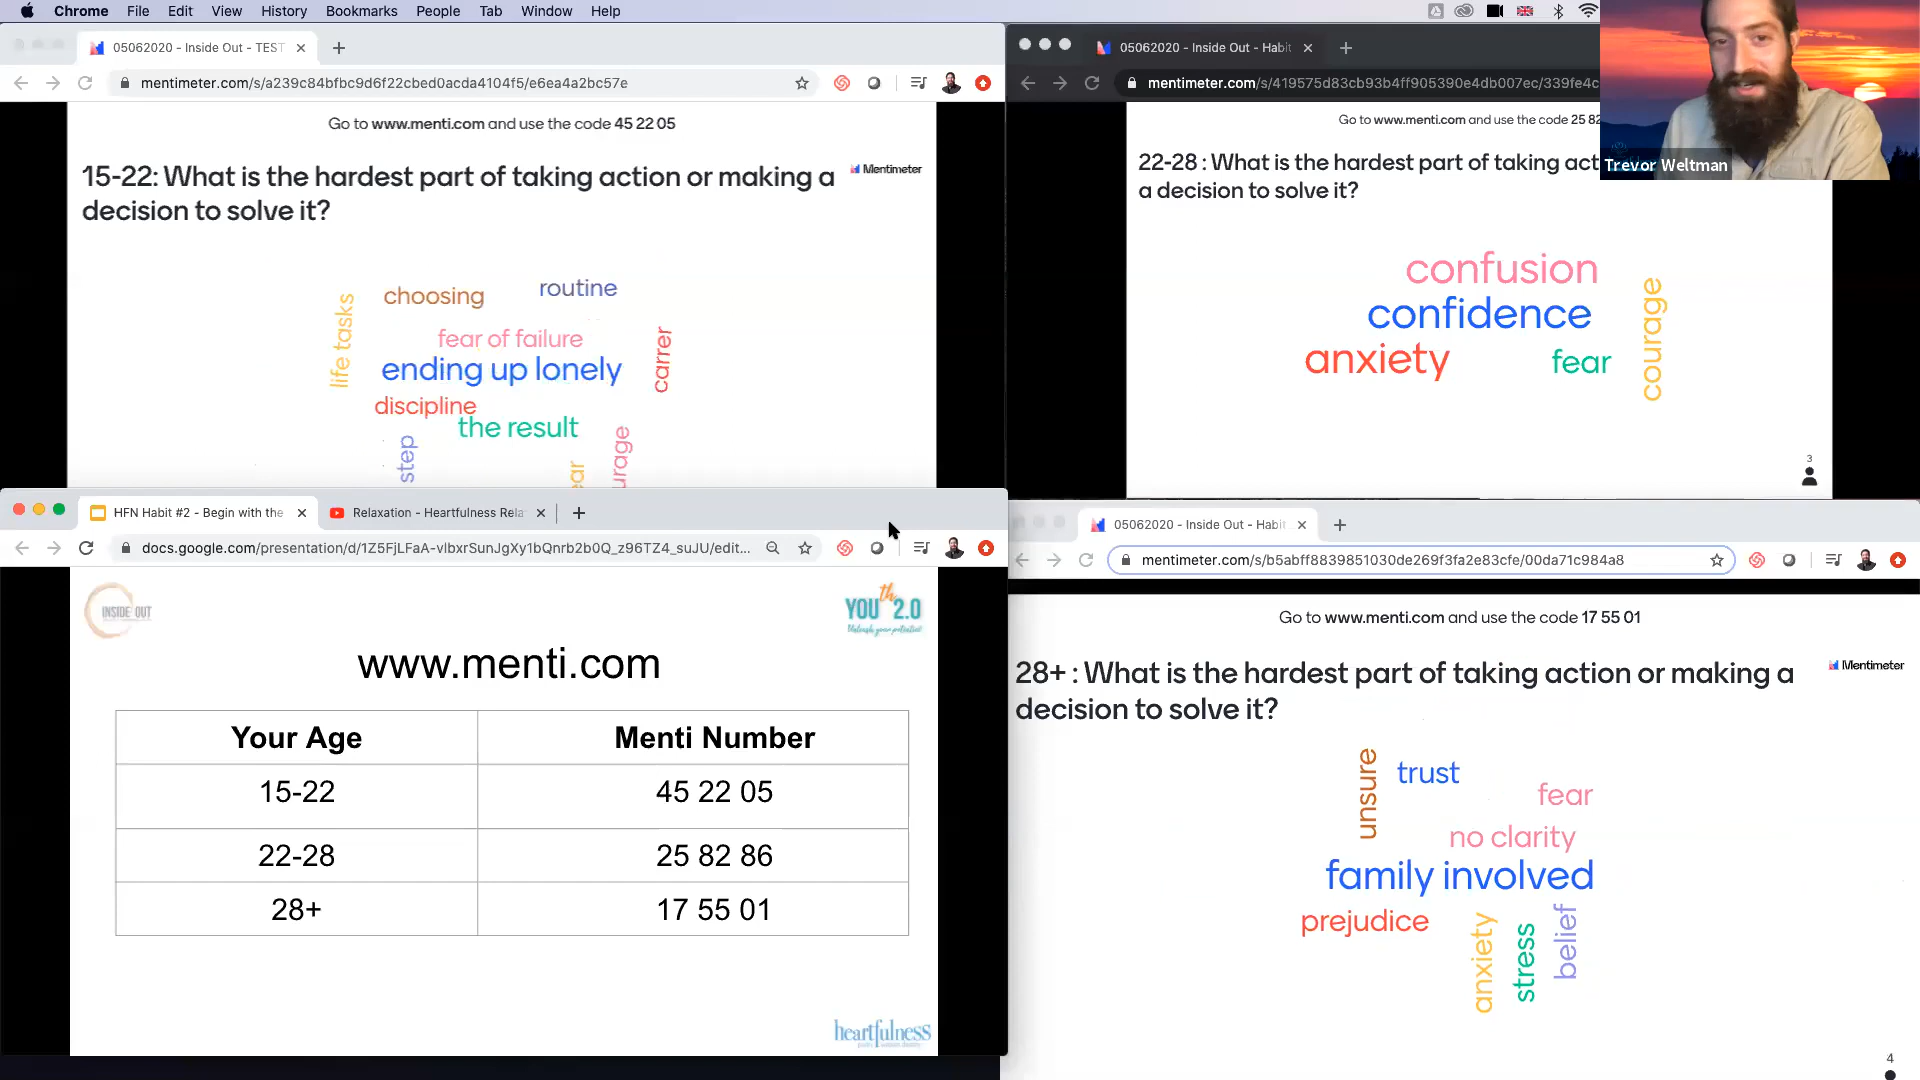 Chrome File Edit View History Bookmarks People Tab Window Help
05062020 - Inside Out - TEST
mentimeter.com/s/a239c84bfbc9d6f22cbed0acda4104f5/e6ea4a2bc57e
Go to www.menti.com and use the code 45 22 05
15-22: What is the hardest part of taking action or making a
decision to solve it?
Mentimeter
choosing
routine
life tasks
fear of failure
carrer
ending up lonely
discipline
the result
step
urage
05062020 - Inside Out - Habit
mentimeter.com/s/419575d83cb93b4ff905390e4db007ec/339fe4c
Go to www.menti.com and use the code 25 82
22-28 : What is the hardest part of taking act
a decision to solve it?
Trevor Weltman
confusion
confidence
courage
anxiety
fear
3
HFN Habit #2 - Begin with the
Relaxation - Heartfulness Rela
docs.google.com/presentation/d/1Z5FjLFaA-vlbxrSunJgXy1bQnrb2b0Q_z96TZ4_suJU/edit...
INSIDE OUT
YOUth 2.0
Unleash your potential
www.menti.com
Your Age Menti Number
15-22 45 22 05
22-28 25 82 86
28+ 17 55 01
heartfulness
05062020 - Inside Out - Habit
mentimeter.com/s/b5abff8839851030de269f3fa2e83cfe/00da71c984a8
Go to www.menti.com and use the code 17 55 01
28+ : What is the hardest part of taking action or making a
decision to solve it?
Mentimeter
unsure
trust
fear
no clarity
family involved
prejudice
anxiety
stress
belief
4